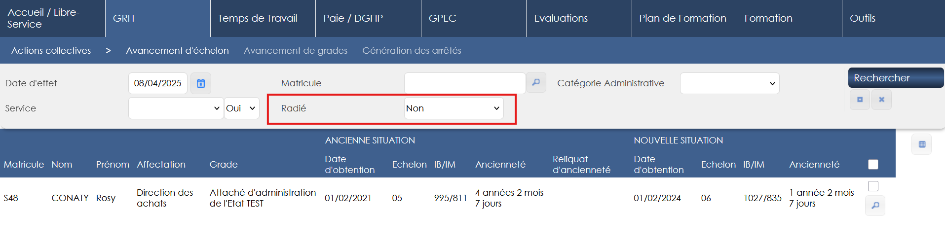 Accueil / Libre Service
GRH
Temps de Travail
Paie / DGFIP
GPEC
Evaluations
Plan de Formation
Formation
Outils
Actions collectives > Avancement d'échelon Avancement de grades Génération des arrêtés
Date d'effet 08/04/2025 Matricule Catégorie Administrative Rechercher
Service Oui Radié Non
ANCIENNE SITUATION NOUVELLE SITUATION
Matricule Nom Prénom Affectation Grade Date d'obtention Echelon IB/IM Ancienneté Reliquat d'ancienneté Date d'obtention Echelon IB/IM Ancienneté
S48 CONATY Rosy Direction des achats Attaché d'administration de l'Etat TEST 01/02/2021 05 995/811 4 années 2 mois 7 jours 01/02/2024 06 1027/835 1 année 2 mois 7 jours